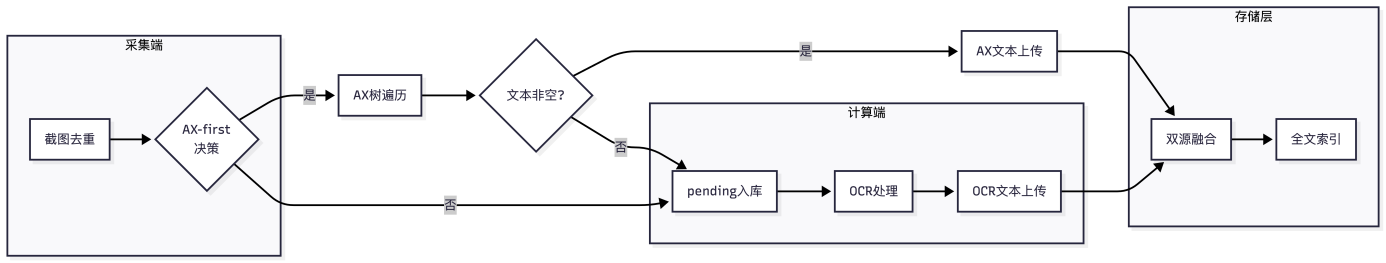 采集端
截图去重
AX-first
决策
是
否
AX树遍历
文本非空?
是
否
AX文本上传
计算端
pending入库
OCR处理
OCR文本上传
存储层
双源融合
全文索引